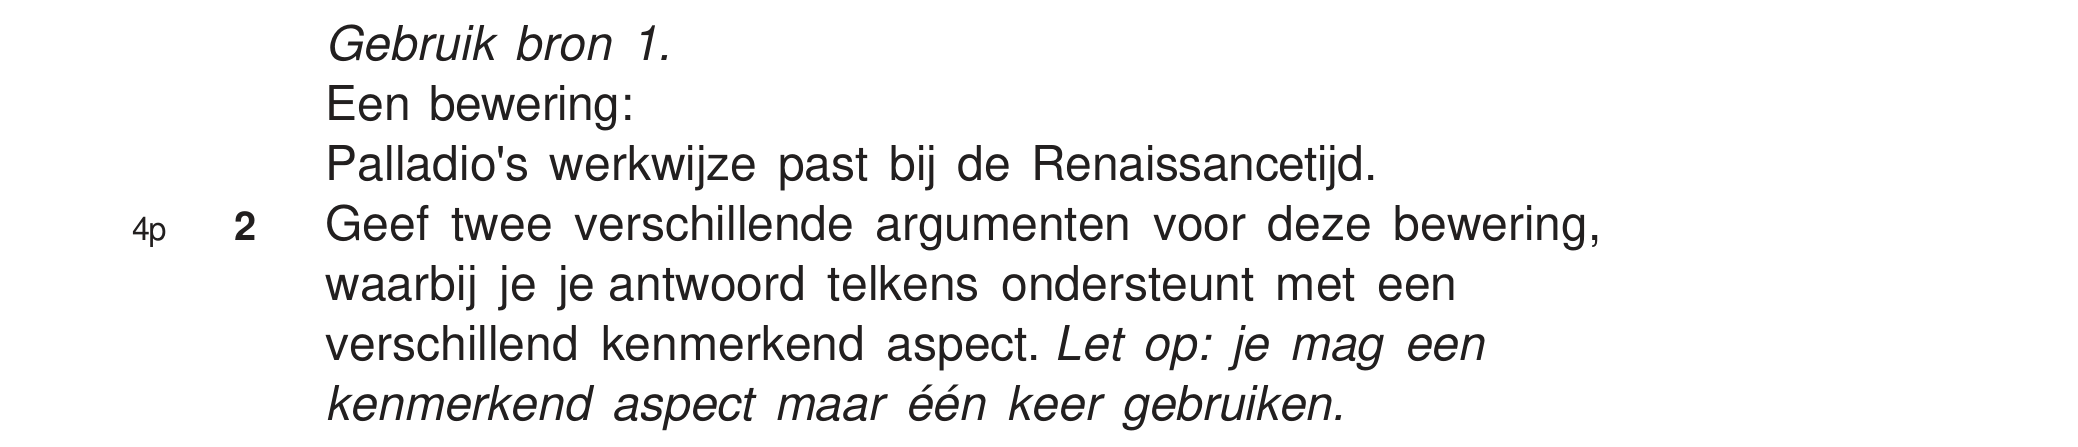 Gebruik bron 1.
Een bewering:
Palladio's werkwijze past bij de Renaissancetijd.
4p 2 Geef twee verschillende argumenten voor deze bewering,
waarbij je je antwoord telkens ondersteunt met een
verschillend kenmerkend aspect. Let op: je mag een
kenmerkend aspect maar één keer gebruiken.